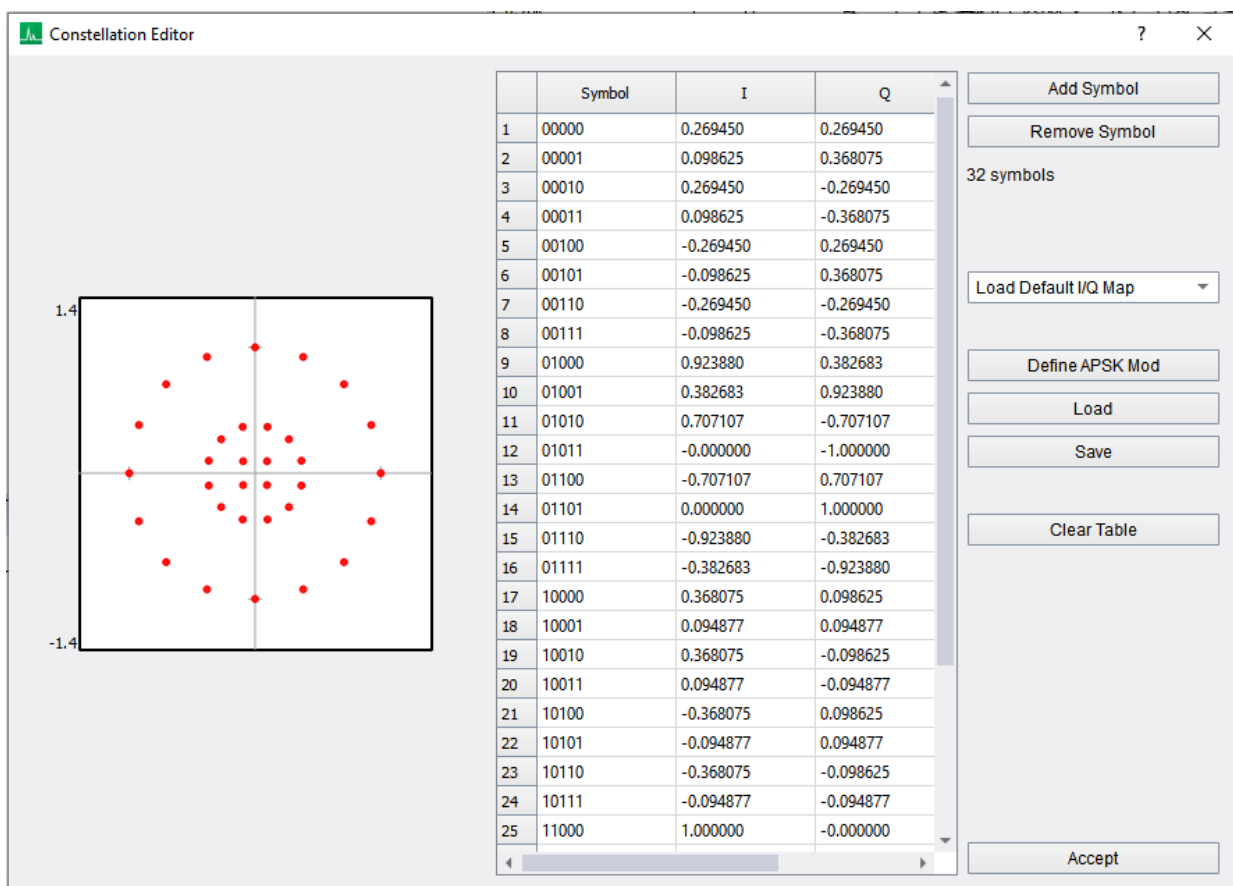 Constellation Editor
?
1.4
-1.4
Symbol I Q
1 00000 0.269450 0.269450
2 00001 0.098625 0.368075
3 00010 0.269450 -0.269450
4 00011 0.098625 -0.368075
5 00100 -0.269450 0.269450
6 00101 -0.098625 0.368075
7 00110 -0.269450 -0.269450
8 00111 -0.098625 -0.368075
9 01000 0.923880 0.382683
10 01001 0.382683 0.923880
11 01010 0.707107 -0.707107
12 01011 -0.000000 -1.000000
13 01100 -0.707107 0.707107
14 01101 0.000000 1.000000
15 01110 -0.923880 -0.382683
16 01111 -0.382683 -0.923880
17 10000 0.368075 0.098625
18 10001 0.094877 0.094877
19 10010 0.368075 -0.098625
20 10011 0.094877 -0.094877
21 10100 -0.368075 0.098625
22 10101 -0.094877 0.094877
23 10110 -0.368075 -0.098625
24 10111 -0.094877 -0.094877
25 11000 1.000000 -0.000000
Add Symbol
Remove Symbol
32 symbols
Load Default I/Q Map
Define APSK Mod
Load
Save
Clear Table
Accept